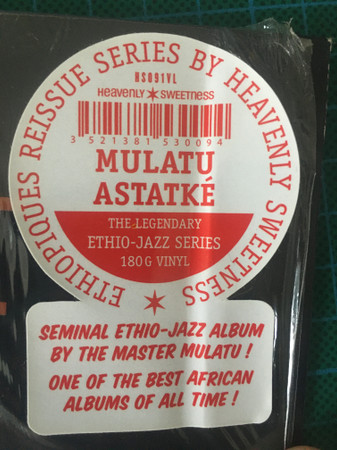 ETHIOPIQUES REISSUE SERIES BY HEAVENLY SWEETNESS
HS091VL
HEAVENLY SWEETNESS
3 521381 530094
MULATU
ASTATKÉ
THE LEGENDARY
ETHIO-JAZZ SERIES
180G VINYL
SEMINAL ETHIO-JAZZ ALBUM
BY THE MASTER MULATU !
ONE OF THE BEST AFRICAN
ALBUMS OF ALL TIME !